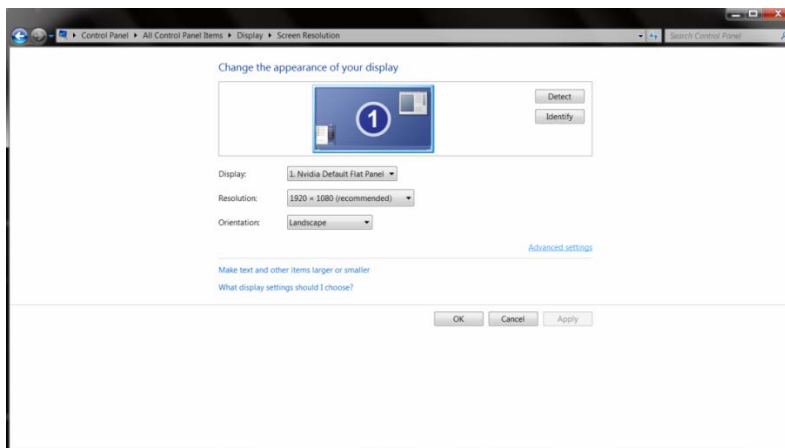 Control Panel ▸ All Control Panel Items ▸ Display ▸ Screen Resolution
Search Control Panel
Change the appearance of your display
1
Detect
Identify
Display: 1. Nvidia Default Flat Panel
Resolution: 1920 × 1080 (recommended)
Orientation: Landscape
Advanced settings
Make text and other items larger or smaller
What display settings should I choose?
OK Cancel Apply